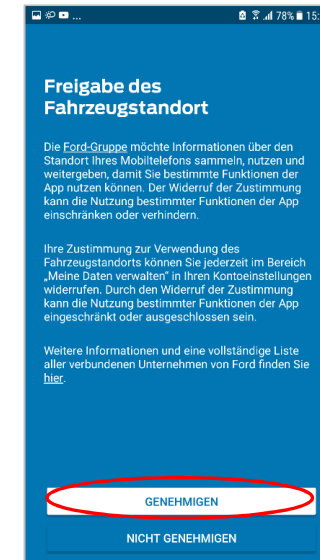 ... 78% 15:
Freigabe des
Fahrzeugstandort
Die Ford-Gruppe möchte Informationen über den
Standort Ihres Mobiltelefons sammeln, nutzen und
weitergeben, damit Sie bestimmte Funktionen der
App nutzen können. Der Widerruf der Zustimmung
kann die Nutzung bestimmter Funktionen der App
einschränken oder verhindern.
Ihre Zustimmung zur Verwendung des
Fahrzeugstandorts können Sie jederzeit im Bereich
„Meine Daten verwalten" in Ihren Kontoeinstellungen
widerrufen. Durch den Widerruf der Zustimmung
kann die Nutzung bestimmter Funktionen der App
eingeschränkt oder ausgeschlossen sein.
Weitere Informationen und eine vollständige Liste
aller verbundenen Unternehmen von Ford finden Sie
hier.
GENEHMIGEN
NICHT GENEHMIGEN